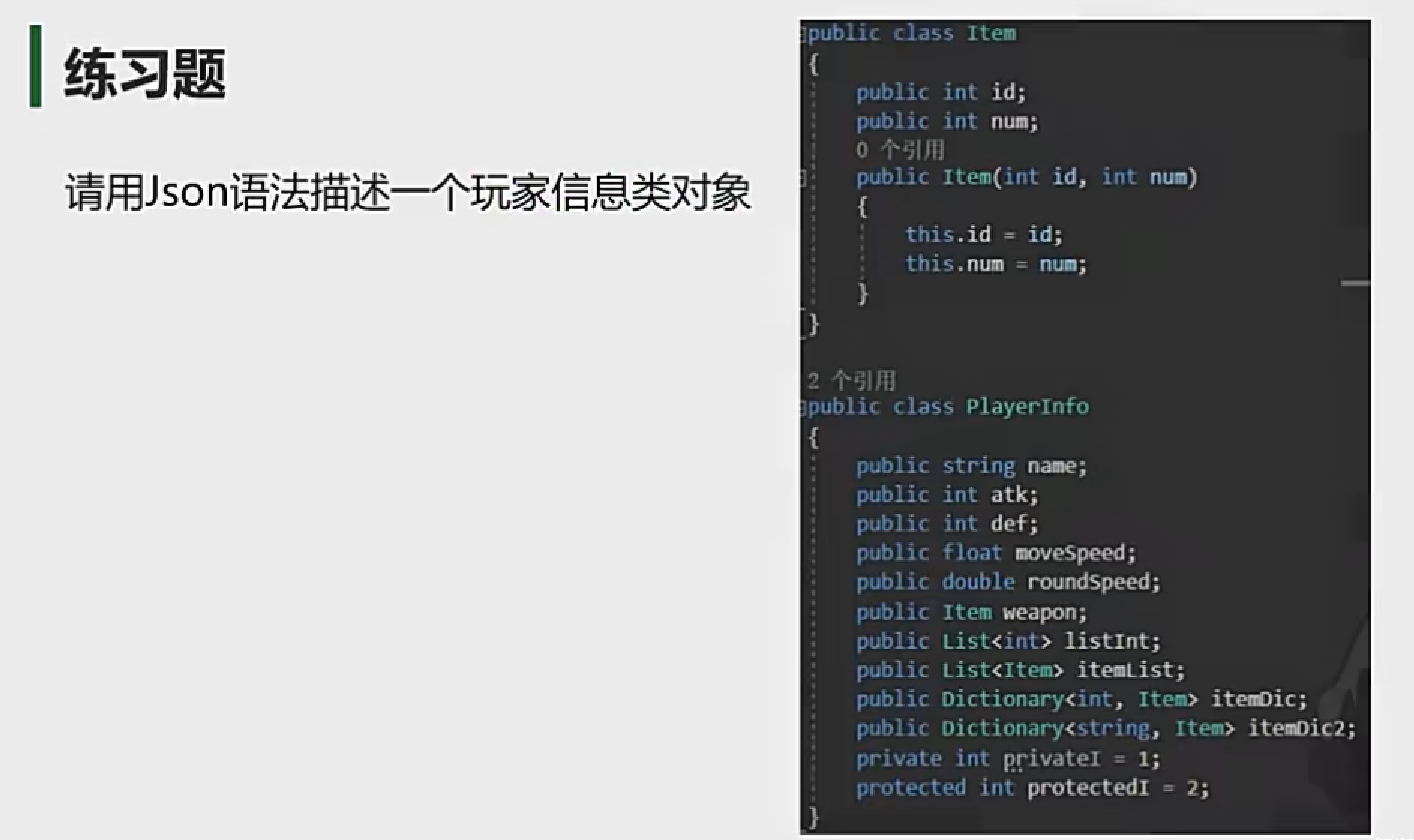 练习题
请用Json语法描述一个玩家信息类对象
public class Item
{
public int id;
public int num;
0 个引用
public Item(int id, int num)
{
this.id = id;
this.num = num;
}
}
2 个引用
public class PlayerInfo
{
public string name;
public int atk;
public int def;
public float moveSpeed;
public double roundSpeed;
public Item weapon;
public List<int> listInt;
public List<Item> itemList;
public Dictionary<int, Item> itemDic;
public Dictionary<string, Item> itemDic2;
private int privateI = 1;
protected int protectedI = 2;
}